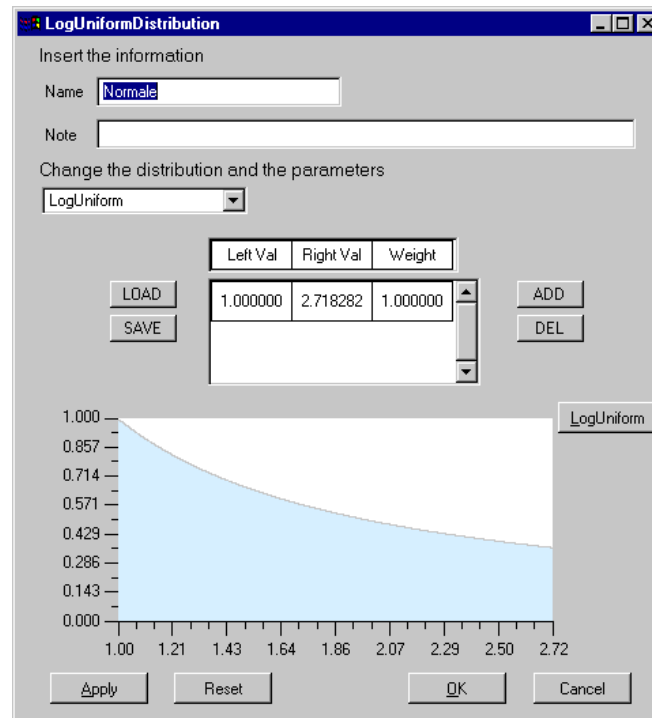 LogUniformDistribution
Insert the information
Name Normale
Note
Change the distribution and the parameters
LogUniform
Left Val Right Val Weight
LOAD 1.000000 2.718282 1.000000 ADD
SAVE DEL
LogUniform
1.000
0.857
0.714
0.571
0.429
0.286
0.143
0.000
1.00 1.21 1.43 1.64 1.86 2.07 2.29 2.50 2.72
Apply Reset OK Cancel